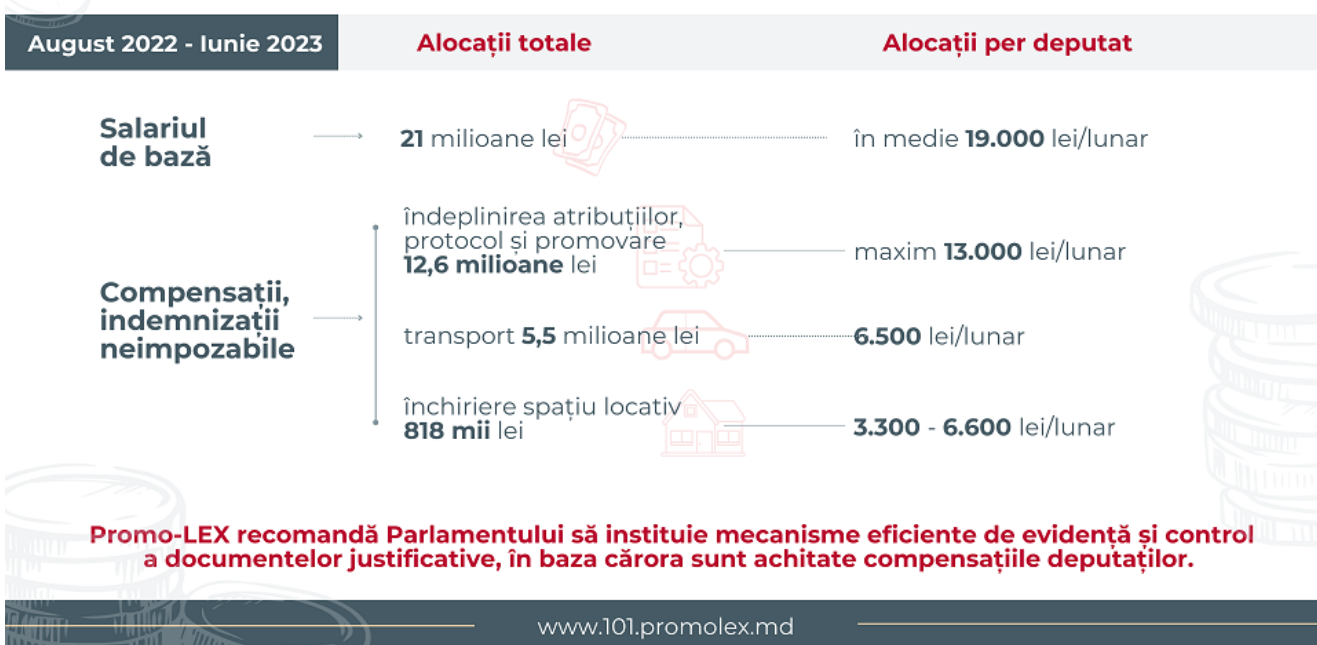 August 2022 - Iunie 2023
Alocații totale
Alocații per deputat
Salariul
de bază
21 milioane lei
în medie 19.000 lei/lunar
Compensații,
indemnizații
neimpozabile
îndeplinirea atribuțiilor,
protocol și promovare
12,6 milioane lei
maxim 13.000 lei/lunar
transport 5,5 milioane lei
6.500 lei/lunar
închiriere spațiu locativ
818 mii lei
3.300 - 6.600 lei/lunar
Promo-LEX recomandă Parlamentului să instituie mecanisme eficiente de evidență și control
a documentelor justificative, în baza cărora sunt achitate compensațiile deputaților.
www.101.promolex.md